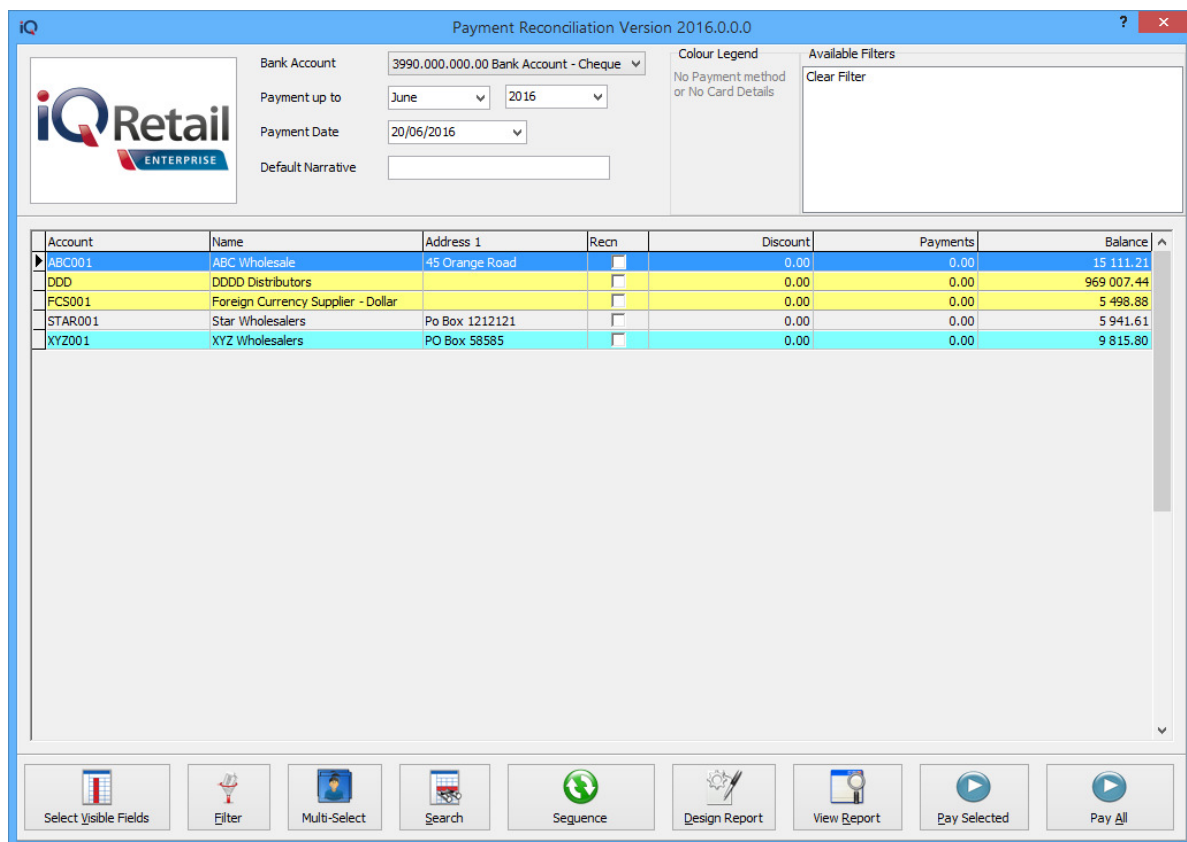 iQ Payment Reconciliation Version 2016.0.0.0 ? ×
iQ Retail
ENTERPRISE
Bank Account 3990.000.000.00 Bank Account - Cheque
Payment up to June 2016
Payment Date 20/06/2016
Default Narrative
Colour Legend
No Payment method
or No Card Details
Available Filters
Clear Filter
Account Name Address 1 Recn Discount Payments Balance
ABC001 ABC Wholesale 45 Orange Road 0.00 0.00 15 111.21
DDD DDDD Distributors 0.00 0.00 969 007.44
FCS001 Foreign Currency Supplier - Dollar 0.00 0.00 5 498.88
STAR001 Star Wholesalers Po Box 1212121 0.00 0.00 5 941.61
XYZ001 XYZ Wholesalers PO Box 58585 0.00 0.00 9 815.80
Select Visible Fields Filter Multi-Select Search Sequence Design Report View Report Pay Selected Pay All